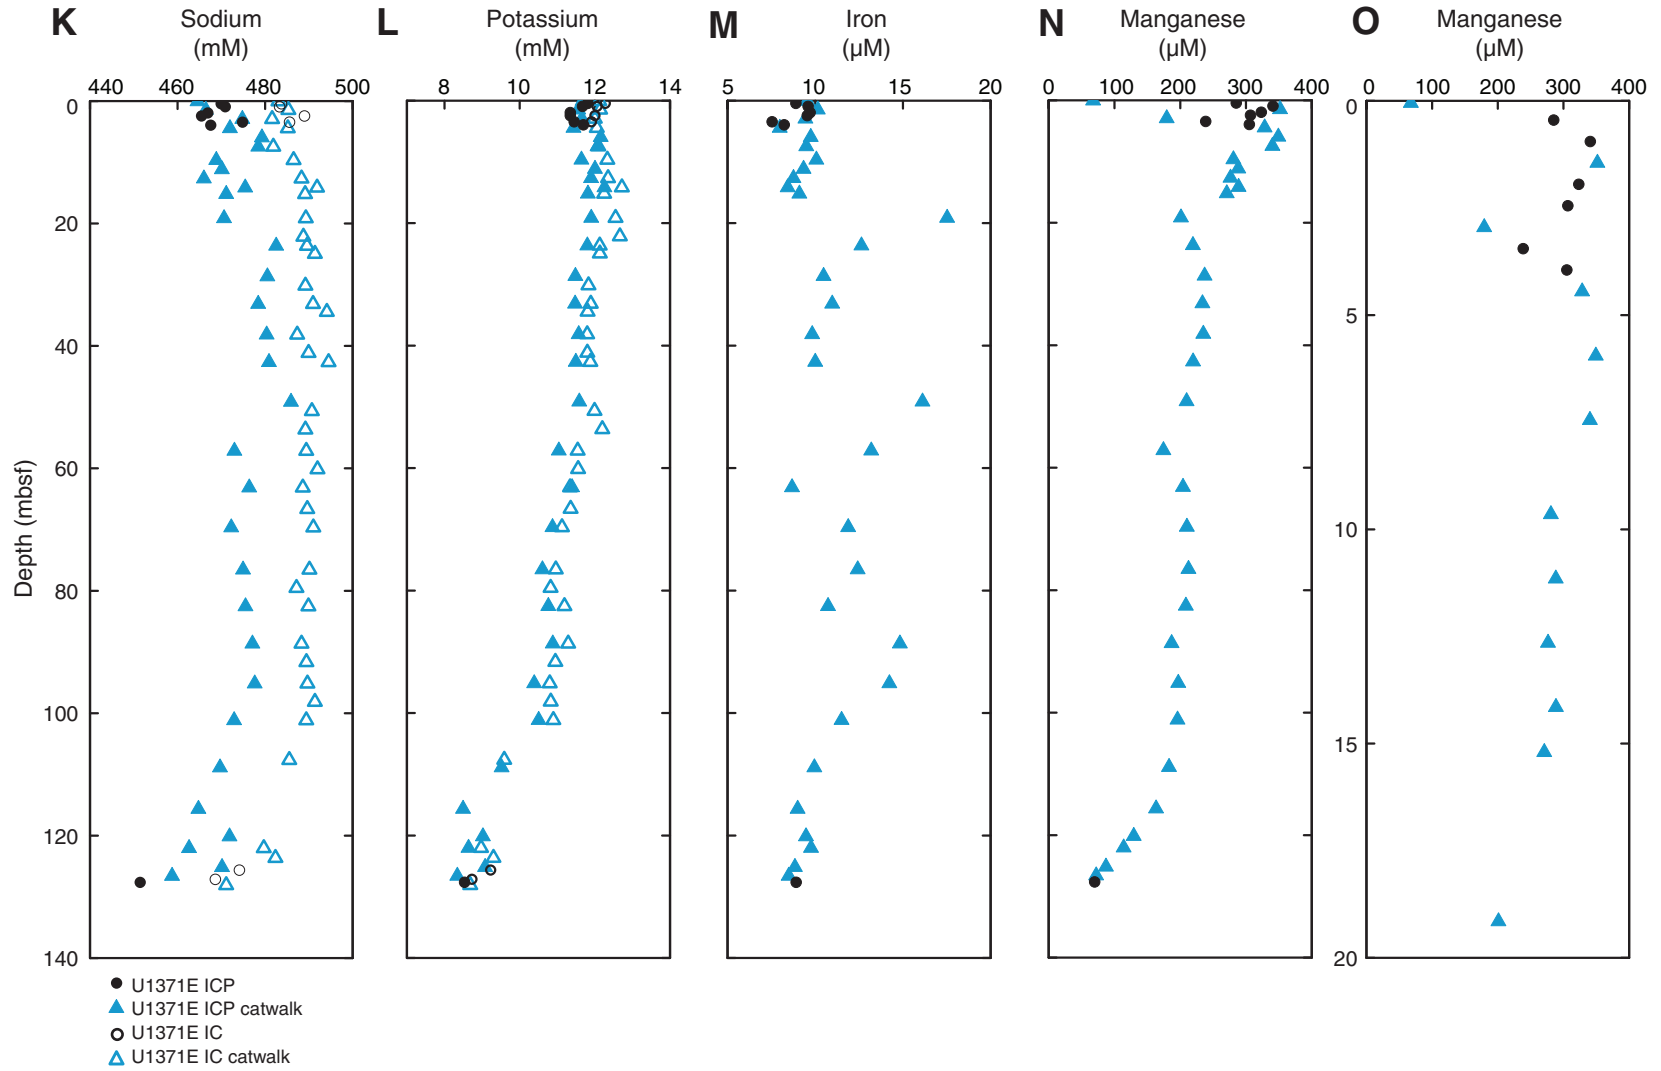 K Sodium (mM)
440 460 480 500
L Potassium (mM)
8 10 12 14
M Iron (µM)
5 10 15 20
N Manganese (µM)
0 100 200 300 400
O Manganese (µM)
0 100 200 300 400
Depth (mbsf)
0
20
40
60
80
100
120
140
0
5
10
15
20
U1371E ICP
U1371E ICP catwalk
U1371E IC
U1371E IC catwalk